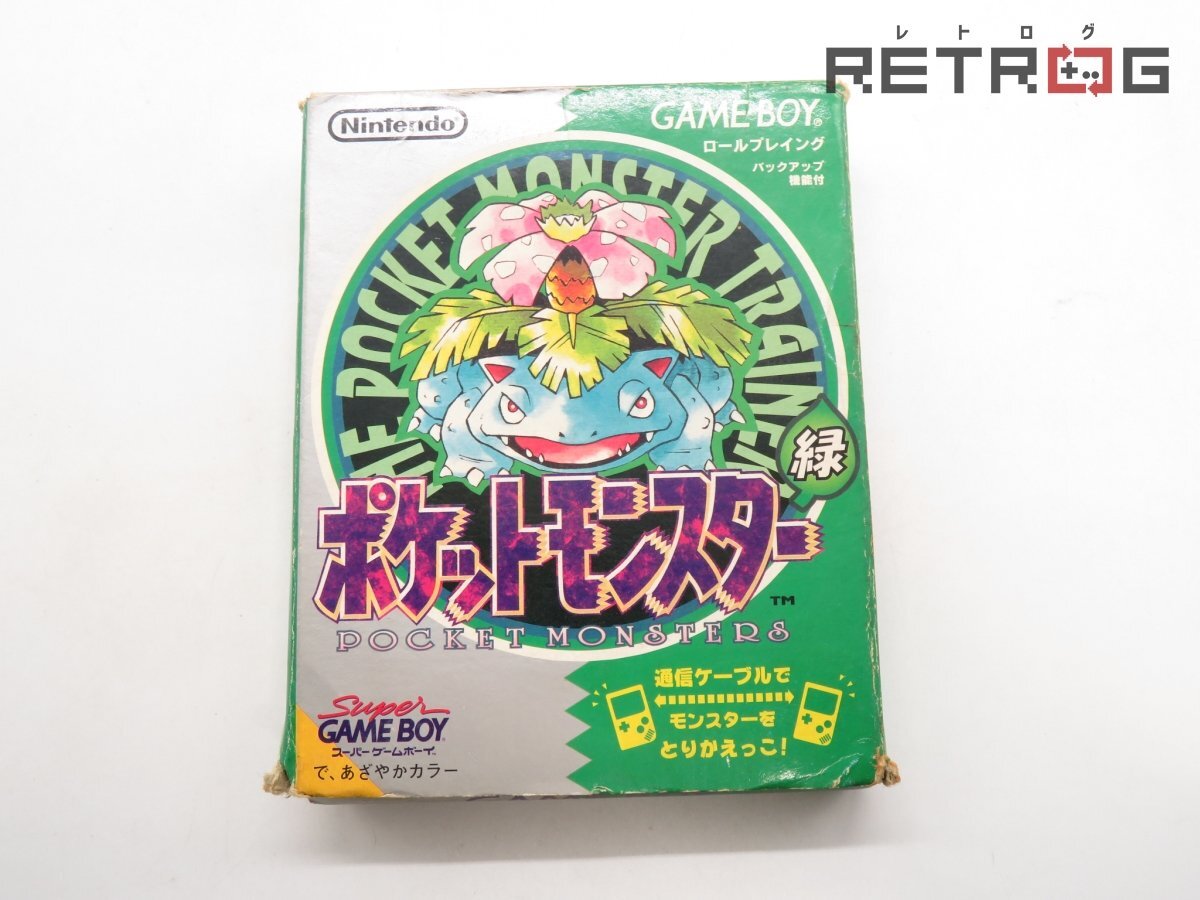 レトログ
RETROG
Nintendo
GAME BOY
ロールプレイング
バックアップ
機能付
POCKET MONSTER TRAINE
緑
ポケットモンスター
TM
POCKET MONSTERS
Super
GAME BOY
スーパーゲームボーイ
で、あざやかカラー
通信ケーブルで
モンスターを
とりかえっこ!